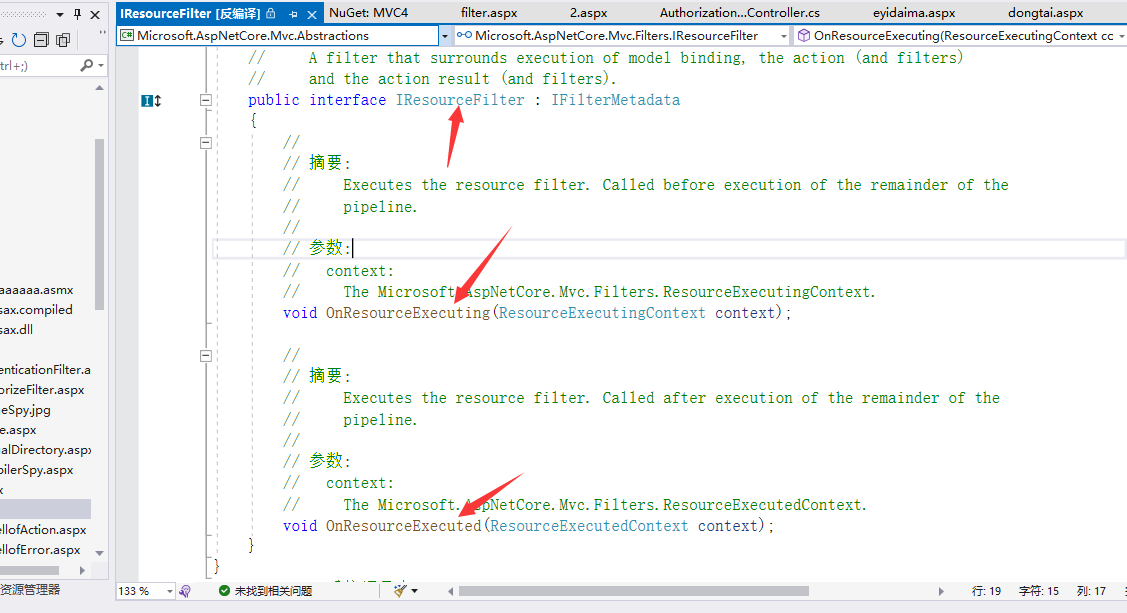 IResourceFilter [反编译]
NuGet: MVC4
filter.aspx
2.aspx
Authorization...Controller.cs
eyidaima.aspx
dongtai.aspx
Microsoft.AspNetCore.Mvc.Abstractions
Microsoft.AspNetCore.Mvc.Filters.IResourceFilter
OnResourceExecuting(ResourceExecutingContext cc
trl+;)
//     A filter that surrounds execution of model binding, the action (and filters)
//     and the action result (and filters).
public interface IResourceFilter : IFilterMetadata
{
//
// 摘要:
//     Executes the resource filter. Called before execution of the remainder of the
//     pipeline.
//
// 参数:
//   context:
//     The Microsoft.AspNetCore.Mvc.Filters.ResourceExecutingContext.
void OnResourceExecuting(ResourceExecutingContext context);
//
// 摘要:
//     Executes the resource filter. Called after execution of the remainder of the
//     pipeline.
//
// 参数:
//   context:
//     The Microsoft.AspNetCore.Mvc.Filters.ResourceExecutedContext.
void OnResourceExecuted(ResourceExecutedContext context);
}
}
aaaaaa.asmx
sax.compiled
sax.dll
enticationFilter.a
orizeFilter.aspx
eSpy.jpg
e.aspx
alDirectory.aspx
pilerSpy.aspx
x
ellofAction.aspx
ellofError.aspx
资源管理器
133 %
未找到相关问题
行: 19
字符: 15
列: 17